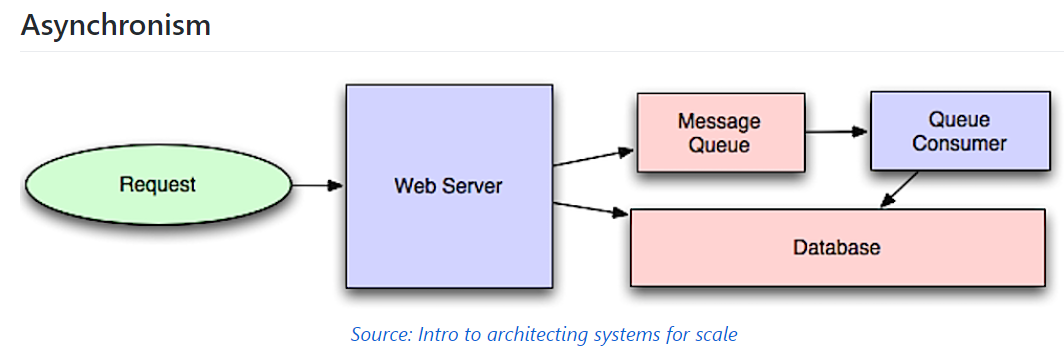 Asynchronism
Request
Web Server
Message
Queue
Queue
Consumer
Database
Source: Intro to architecting systems for scale